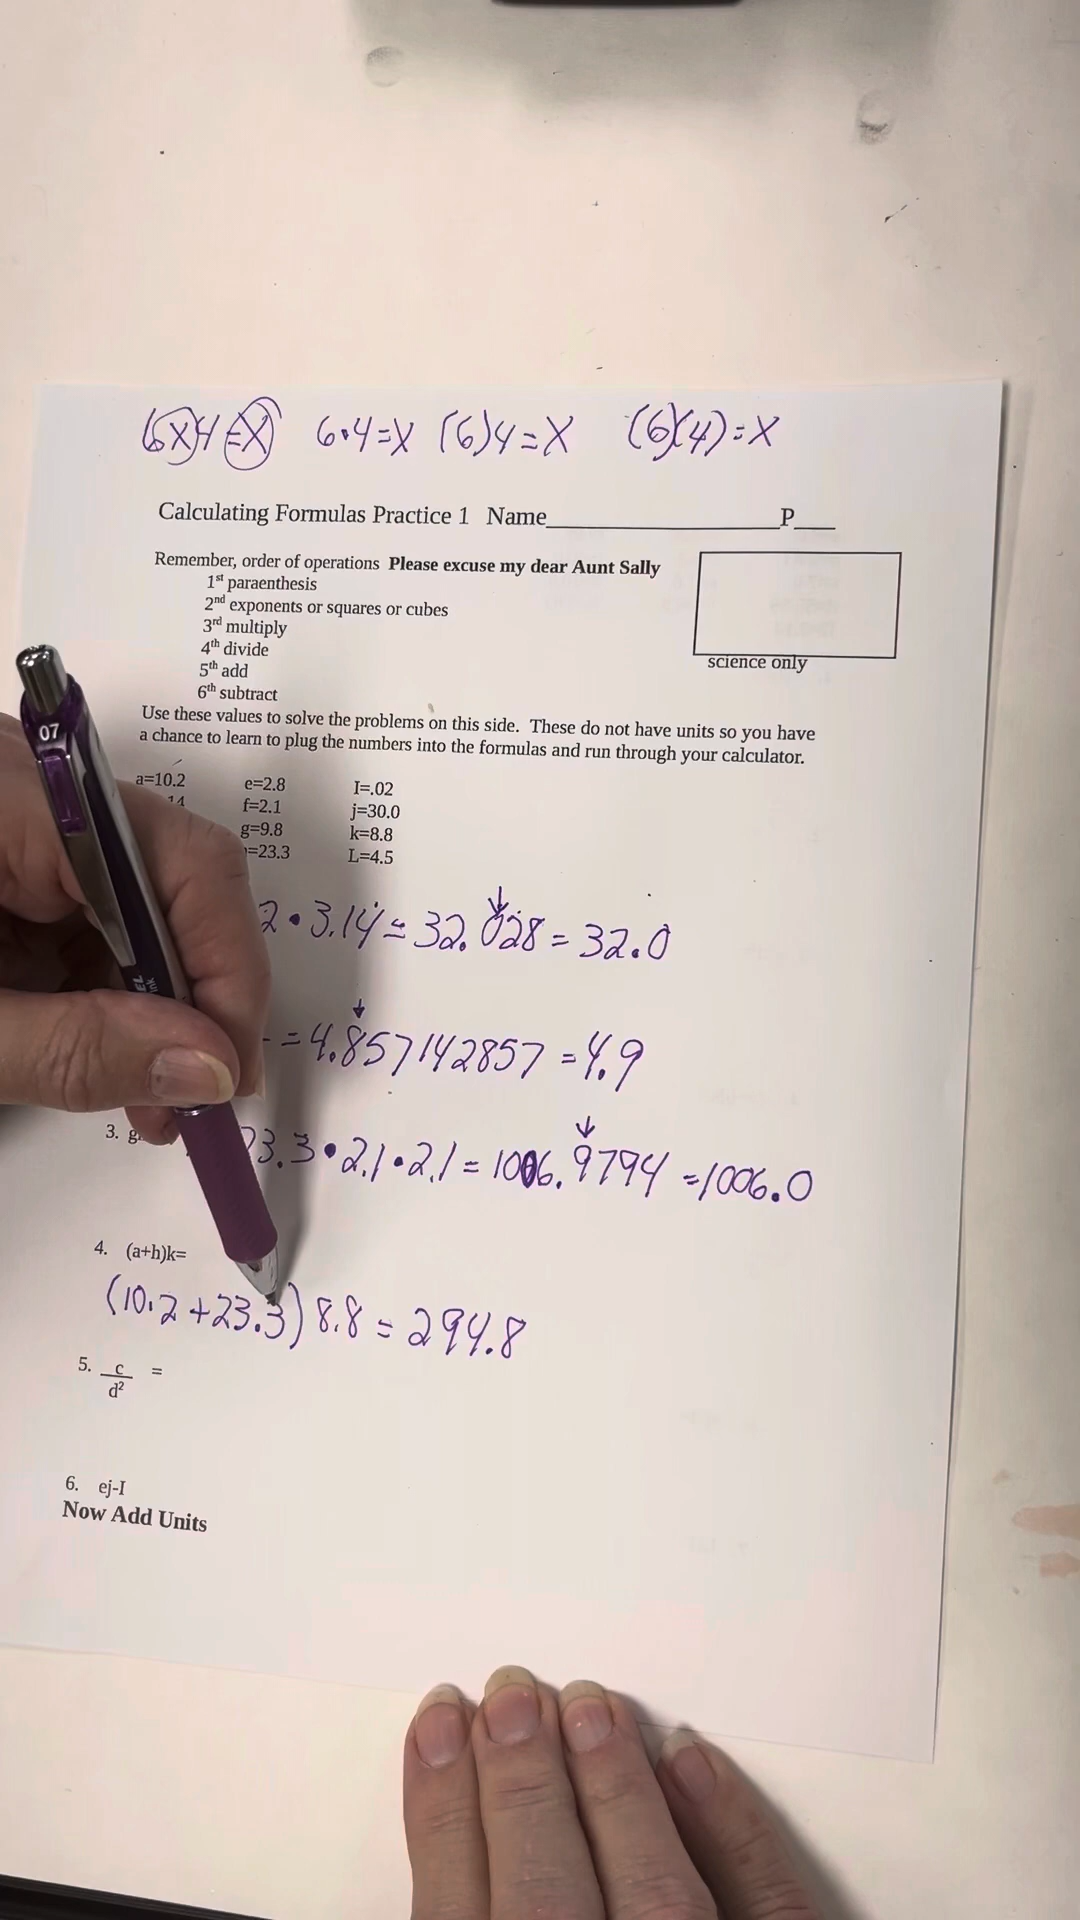 6x4=X 6·4=X (6)4=X (6)(4)=X
Calculating Formulas Practice 1 Name____________________P___
Remember, order of operations Please excuse my dear Aunt Sally
1st paraenthesis
2nd exponents or squares or cubes
3rd multiply
4th divide
5th add
6th subtract
science only
Use these values to solve the problems on this side. These do not have units so you have
a chance to learn to plug the numbers into the formulas and run through your calculator.
a=10.2 e=2.8 I=.02
14 f=2.1 j=30.0
g=9.8 k=8.8
=23.3 L=4.5
2·3.14=32.028=32.0
=4.857142857=4.9
3. g
3.3·2.1·2.1=1006.9794=1006.0
4. (a+h)k=
(10.2+23.3)8.8=294.8
5. c/d² =
6. ej-I
Now Add Units
07